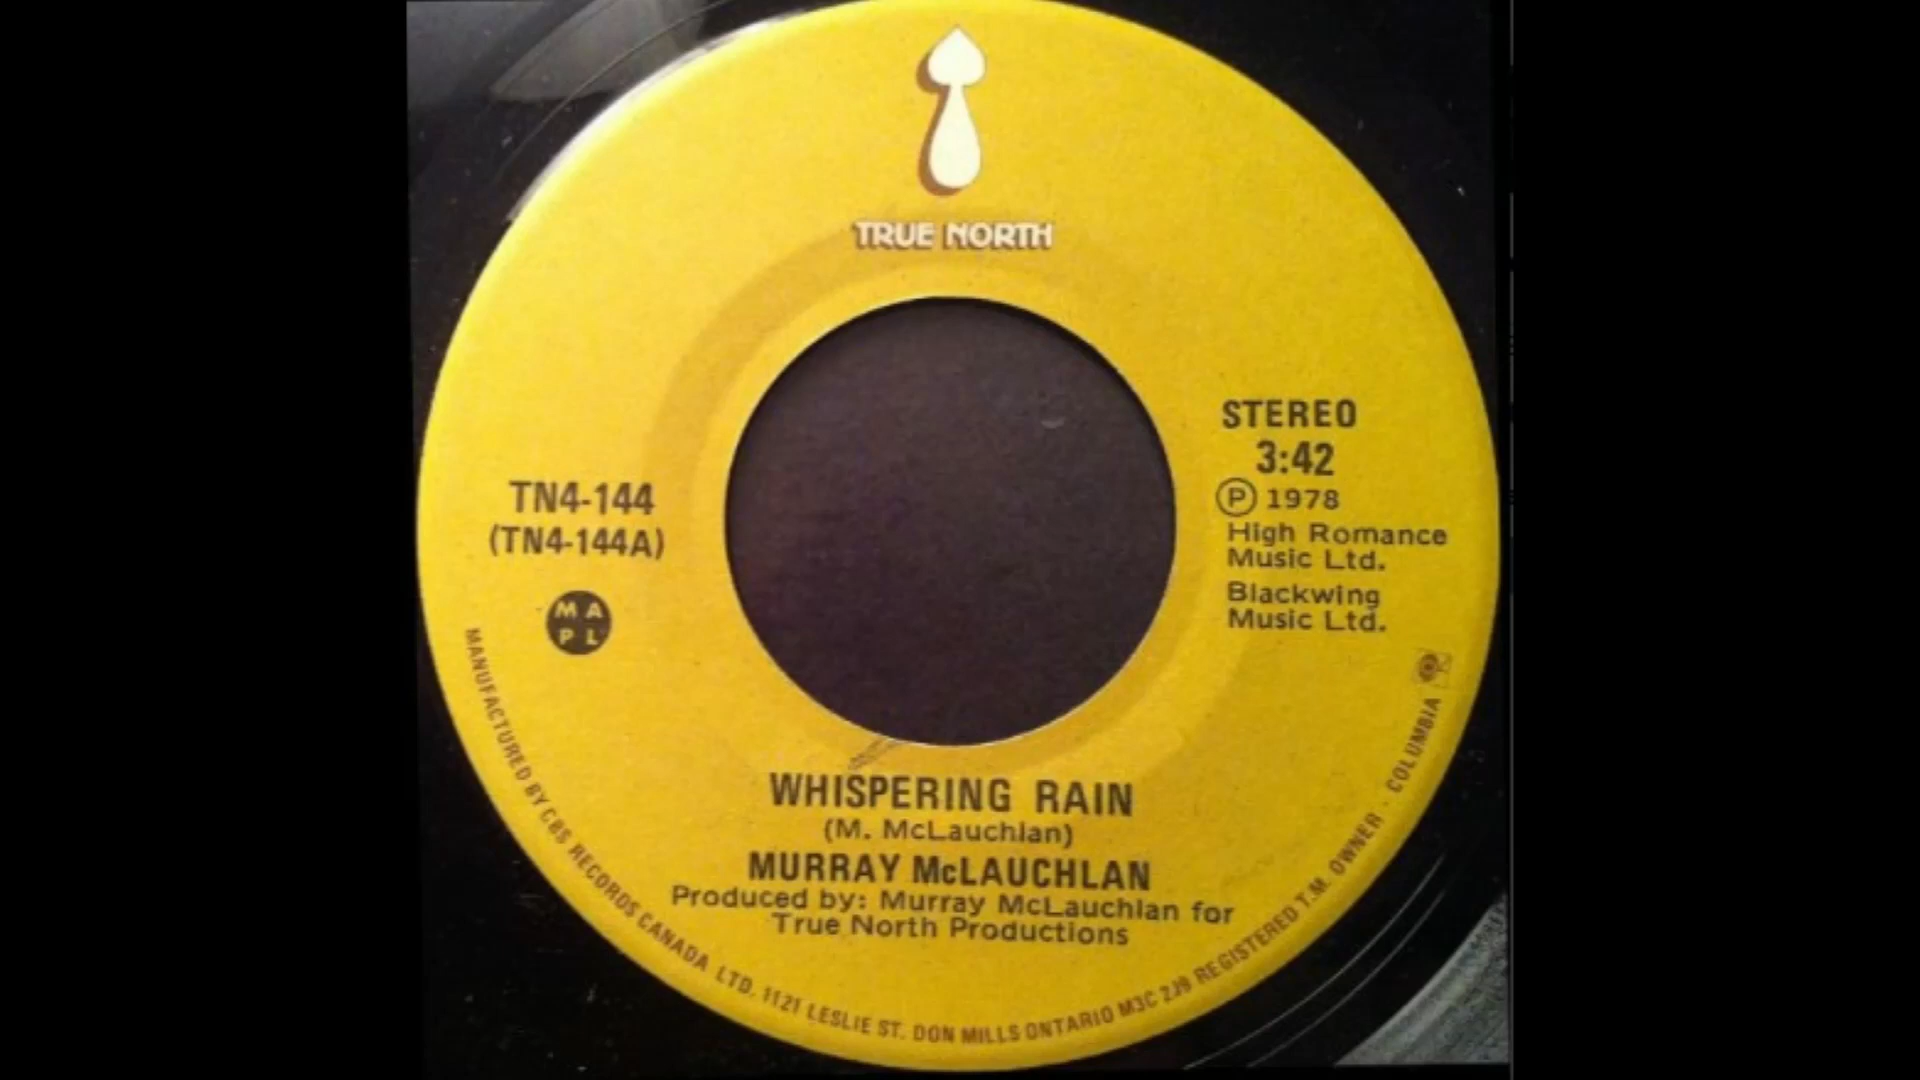 TRUE NORTH
STEREO
3:42
Ⓟ 1978
High Romance
Music Ltd.
Blackwing
Music Ltd.
TN4-144
(TN4-144A)
M A
P L
WHISPERING RAIN
(M. McLauchlan)
MURRAY McLAUCHLAN
Produced by: Murray McLauchlan for
True North Productions
MANUFACTURED BY CBS RECORDS CANADA LTD. 1121 LESLIE ST. DON MILLS ONTARIO M3C 2J9 REGISTERED T.M. OWNER - COLUMBIA